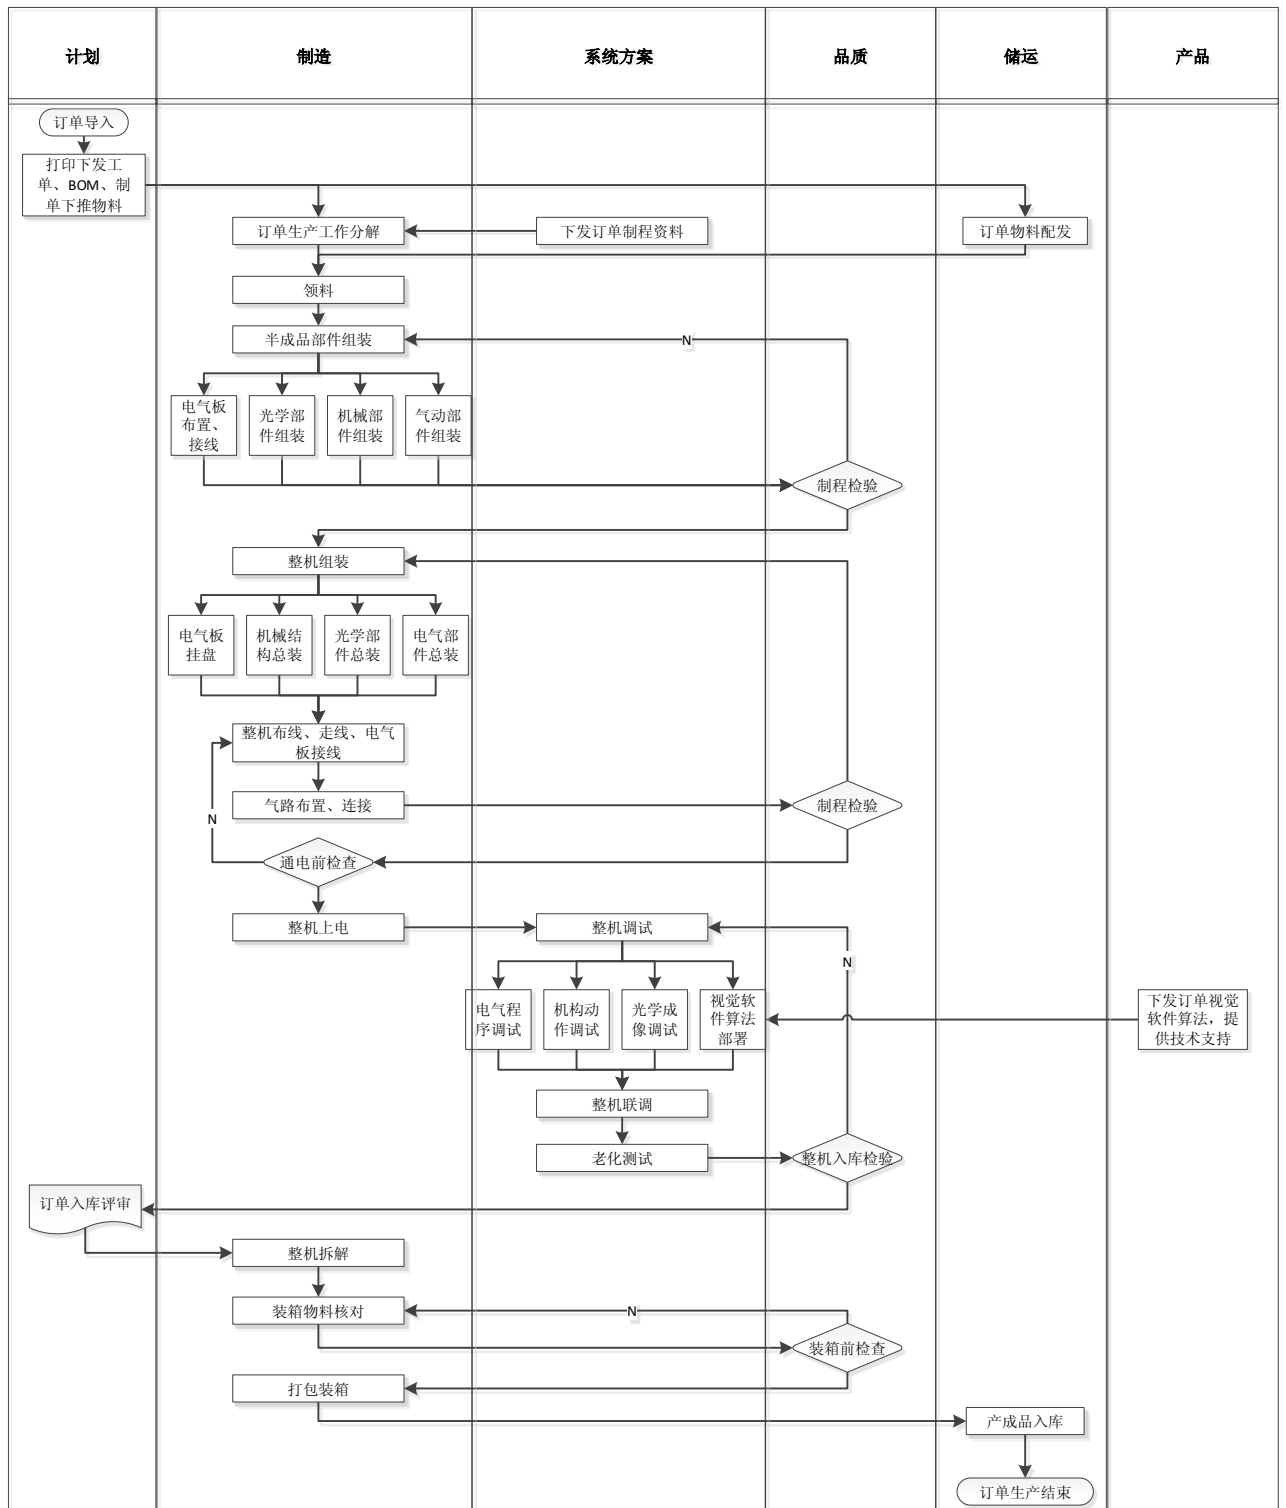 计划
制造
系统方案
品质
储运
产品
订单导入
打印下发工
单、BOM、制
单下推物料
订单生产工作分解
下发订单制程资料
订单物料配发
领料
半成品部件组装
N
电气板
布置、
接线
光学部
件组装
机械部
件组装
气动部
件组装
制程检验
整机组装
电气板
挂盘
机械结
构总装
光学部
件总装
电气部
件总装
整机布线、走线、电气
板接线
气路布置、连接
制程检验
N
通电前检查
整机上电
整机调试
N
电气程
序调试
机构动
作调试
光学成
像调试
视觉软
件算法
部署
下发订单视觉
软件算法，提
供技术支持
整机联调
老化测试
整机入库检验
订单入库评审
整机拆解
装箱物料核对
N
装箱前检查
打包装箱
产成品入库
订单生产结束